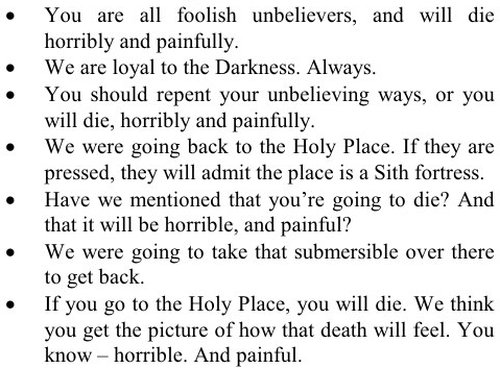 • You are all foolish unbelievers, and will die
horribly and painfully.
• We are loyal to the Darkness. Always.
• You should repent your unbelieving ways, or you
will die, horribly and painfully.
• We were going back to the Holy Place. If they are
pressed, they will admit the place is a Sith fortress.
• Have we mentioned that you’re going to die? And
that it will be horrible, and painful?
• We were going to take that submersible over there
to get back.
• If you go to the Holy Place, you will die. We think
you get the picture of how that death will feel. You
know – horrible. And painful.